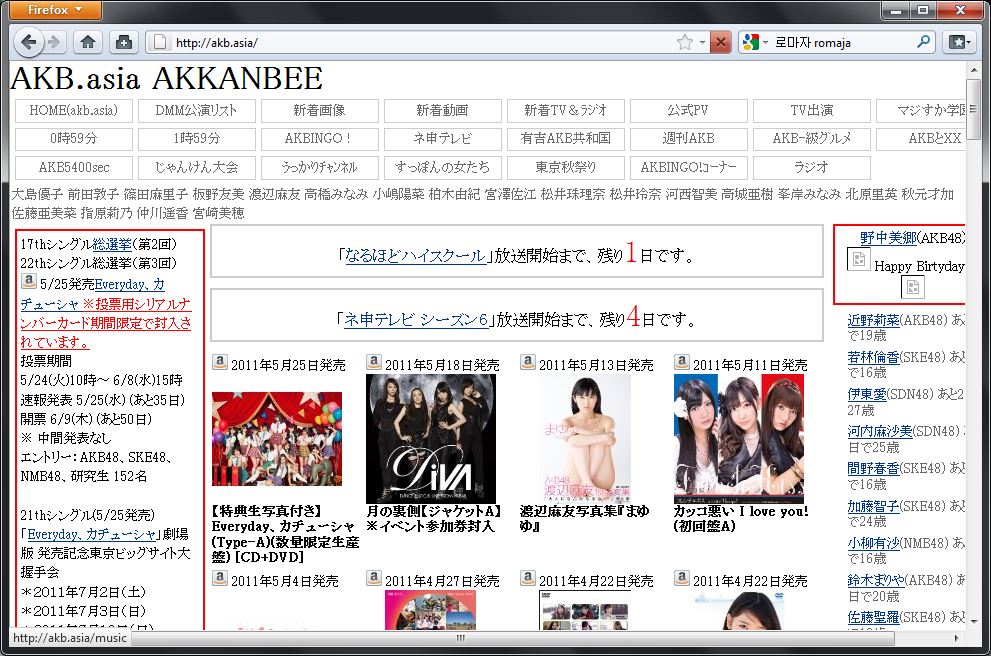 Firefox
http://akb.asia/
로마자 romaja
AKB.asia AKKANBEE
HOME(akb.asia) DMM公演リスト 新着画像 新着動画 新着TV＆ラジオ 公式PV TV出演 マジすか学園
0時59分 1時59分 AKBINGO！ ネ申テレビ 有吉AKB共和国 週刊AKB AKB-級グルメ AKBとXX
AKB5400sec じゃんけん大会 うっかりチャンネル すっぽんの女たち 東京秋祭り AKBINGO!コーナー ラジオ
大島優子 前田敦子 篠田麻里子 板野友美 渡辺麻友 高橋みなみ 小嶋陽菜 柏木由紀 宮澤佐江 松井珠理奈 松井玲奈 河西智美 高城亜樹 峯岸みなみ 北原里英 秋元才加
佐藤亜美菜 指原莉乃 仲川遥香 宮崎美穂
17thシングル総選挙(第2回)
22thシングル総選挙(第3回)
5/25発売Everyday、カ
チューシャ ※投票用シリアルナ
ンバーカード期間限定で封入さ
れています。
投票期間
5/24(火)10時～ 6/8(水)15時
速報発表 5/25(水) (あと35日)
開票 6/9(木) (あと50日)
※ 中間発表なし
エントリー： AKB48、SKE48、
NMB48、研究生 152名
21thシングル(5/25発売)
「Everyday、カチューシャ」劇場
版 発売記念東京ビッグサイト大
握手会
＊2011年7月2日(土)
＊2011年7月3日(日)
「なるほどハイスクール」放送開始まで、残り1日です。
「ネ申テレビ シーズン6」放送開始まで、残り4日です。
2011年5月25日発売
【特典生写真付き】
Everyday、カチューシャ
(Type-A)(数量限定生産
盤) [CD+DVD]
2011年5月18日発売
DiVA
月の裏側【ジャケットA】
※イベント参加券封入
2011年5月13日発売
まゆゆ
渡辺麻友写真集『まゆ
ゆ』
2011年5月11日発売
カッコ悪い I love you!
(初回盤A)
2011年5月4日発売
2011年4月27日発売
2011年4月22日発売
2011年4月22日発売
野中美郷(AKB48)
Happy Birtyday
近野莉菜(AKB48) あ
で19歳
若林倫香(SKE48) あ
で16歳
伊東愛(SDN48) あと2
27歳
河内麻沙美(SDN48)
日で25歳
間野春香(SKE48) あ
で16歳
加藤智子(SKE48) あ
で24歳
小柳有沙(NMB48) あ
で16歳
鈴木まりや(AKB48) あ
日で20歳
佐藤聖羅(SKE48) あ
http://akb.asia/music